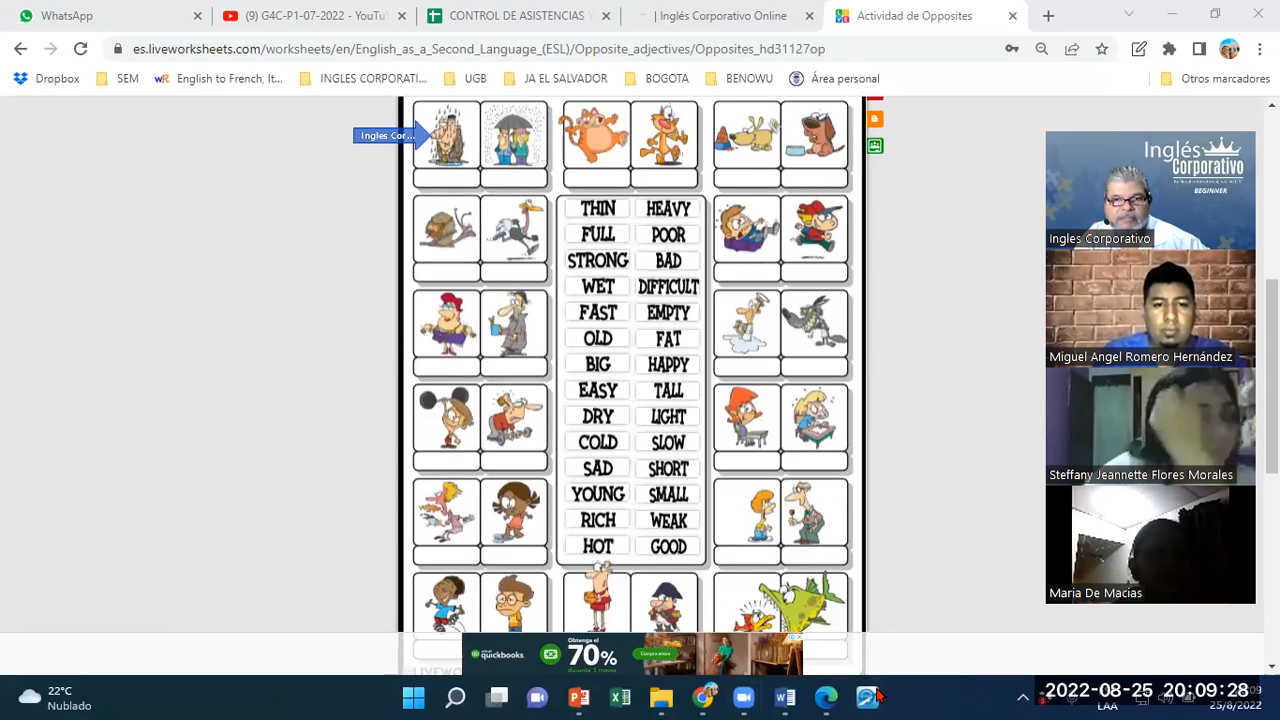 WhatsApp
(9) G4C-P1-07-2022 - YouTu
CONTROL DE ASISTENCIAS Y
| Inglés Corporativo Online
Actividad de Opposites
es.liveworksheets.com/worksheets/en/English_as_a_Second_Language_(ESL)/Opposite_adjectives/Opposites_hd31127op
Dropbox
SEM
English to French, It...
INGLES CORPORATI...
UGB
JA EL SALVADOR
BOGOTA
BENOWU
Área personal
Otros marcadores
Ingles Cor...
THIN HEAVY
FULL POOR
STRONG BAD
WET DIFFICULT
FAST EMPTY
OLD FAT
BIG HAPPY
EASY TALL
DRY LIGHT
COLD SLOW
SAD SHORT
YOUNG SMALL
RICH WEAK
HOT GOOD
Inglés
Corporativo
BEGINNER
Ingles Corporativo
Miguel Angel Romero Hernández
Steffany Jeannette Flores Morales
Maria De Macias
quickbooks.
Obtenga el
70%
Compre ahora
22°C
Nublado
LAA
2022-08-25 20:09:28
25/8/2022